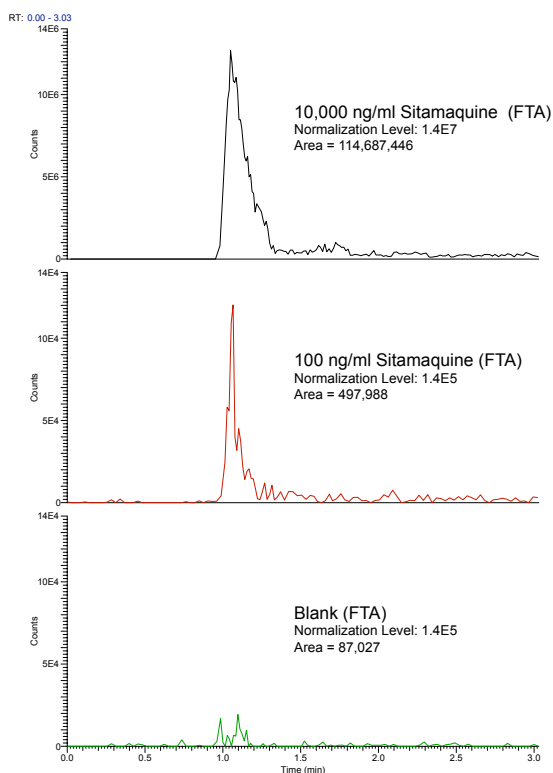 RT: 0.00 - 3.03
14E6
10E6
5E6
0
Counts
10,000 ng/ml Sitamaquine (FTA)
Normalization Level: 1.4E7
Area = 114,687,446
14E4
10E4
5E4
0
Counts
100 ng/ml Sitamaquine (FTA)
Normalization Level: 1.4E5
Area = 497,988
14E4
10E4
5E4
0
Counts
Blank (FTA)
Normalization Level: 1.4E5
Area = 87,027
0.0 0.5 1.0 1.5 2.0 2.5 3.0
Time (min)